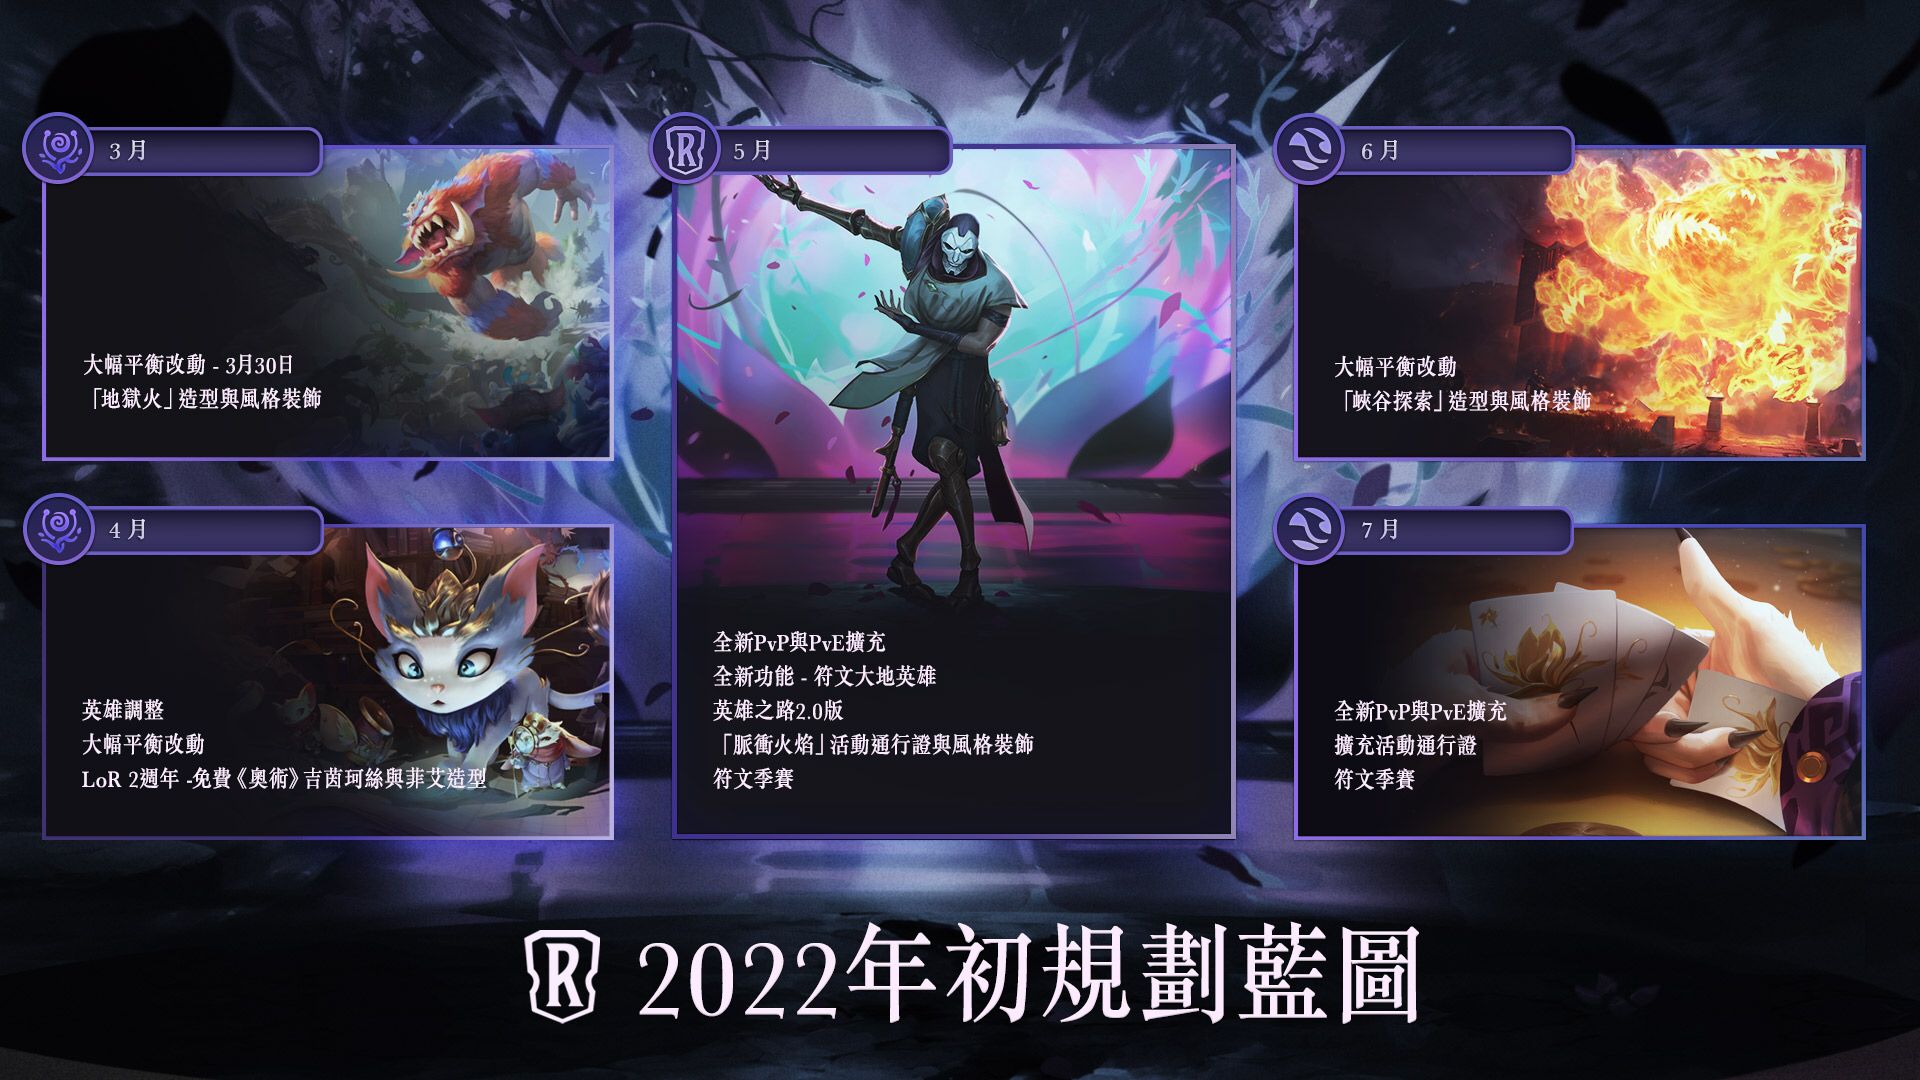 3月
大幅平衡改動 - 3月30日
「地獄火」造型與風格裝飾
4月
英雄調整
大幅平衡改動
LoR 2週年 -免費《奧術》吉茵珂絲與菲艾造型
5月
全新PvP與PvE擴充
全新功能 - 符文大地英雄
英雄之路2.0版
「脈衝火焰」活動通行證與風格裝飾
符文季賽
6月
大幅平衡改動
「峽谷探索」造型與風格裝飾
7月
全新PvP與PvE擴充
擴充活動通行證
符文季賽
R 2022年初規劃藍圖